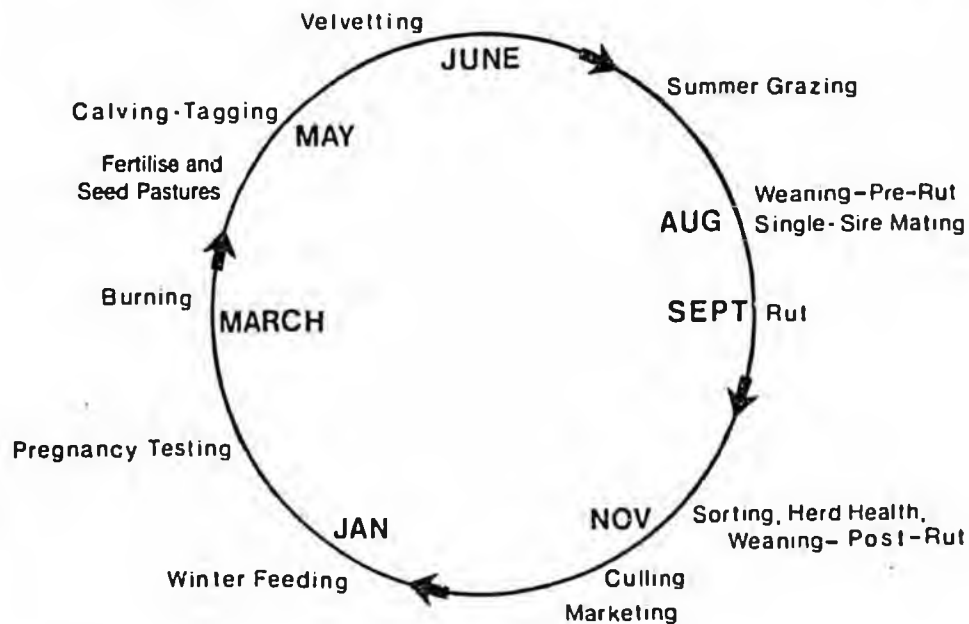 Velvetting
JUNE
Summer Grazing
Calving-Tagging
MAY
Fertilise and
Seed Pastures
Weaning-Pre-Rut
AUG
Single-Sire Mating
Burning
MARCH
SEPT
Rut
Pregnancy Testing
JAN
NOV
Sorting, Herd Health,
Weaning-Post-Rut
Winter Feeding
Culling
Marketing